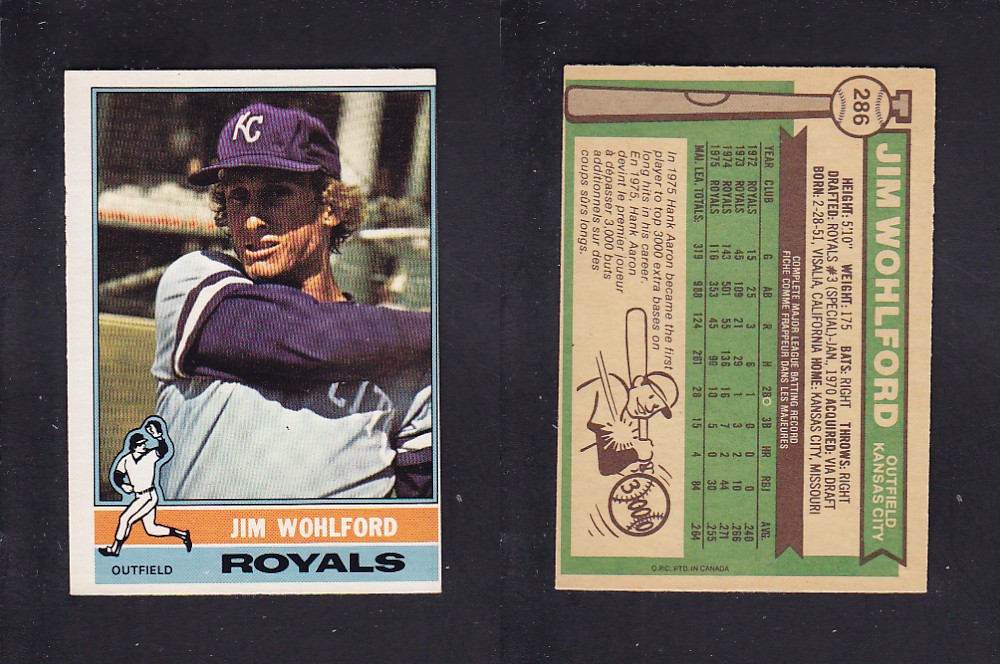 KC
JIM WOHLFORD
ROYALS
OUTFIELD
286
JIM WOHLFORD
OUTFIELD
KANSAS CITY
HEIGHT: 5'10" WEIGHT: 175 BATS: RIGHT THROWS: RIGHT
DRAFTED: ROYALS #3 (SPECIAL)-JAN. 1970 ACQUIRED: VIA DRAFT
BORN: 2-28-51, VISALIA, CALIFORNIA HOME: KANSAS CITY, MISSOURI
COMPLETE MAJOR LEAGUE BATTING RECORD
FICHE COMME FRAPPEUR DANS LES MAJEURES
YEAR CLUB G AB R H 2B 3B HR RBI AVG.
1972 ROYALS 15 25 3 6 1 0 0 0 .240
1973 ROYALS 45 109 21 29 1 3 2 10 .266
1974 ROYALS 143 501 55 136 16 7 2 44 .271
1975 ROYALS 116 353 45 90 10 5 0 30 .255
MAJ. LEA. TOTALS 319 988 124 261 28 15 4 84 .264
In 1975 Hank Aaron became the first
player to top 3000 extra bases on
long hits in his career.
En 1975, Hank Aaron
devint le premier joueur
à dépasser 3,000 buts
additionnels sur des
coups sûrs longs.
3000
O.P.C. PTD. IN CANADA